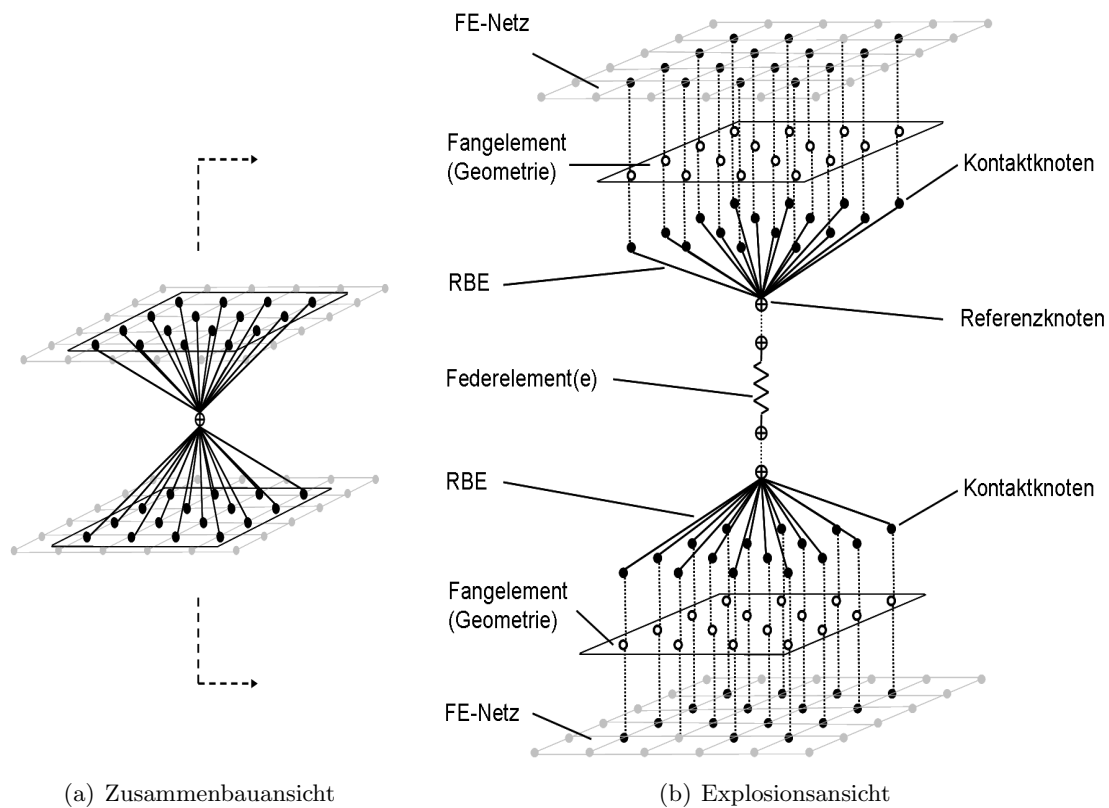 FE-Netz
Fangelement
(Geometrie)
Kontaktknoten
RBE
Referenzknoten
Federelement(e)
RBE
Kontaktknoten
Fangelement
(Geometrie)
FE-Netz
(a) Zusammenbauansicht
(b) Explosionsansicht